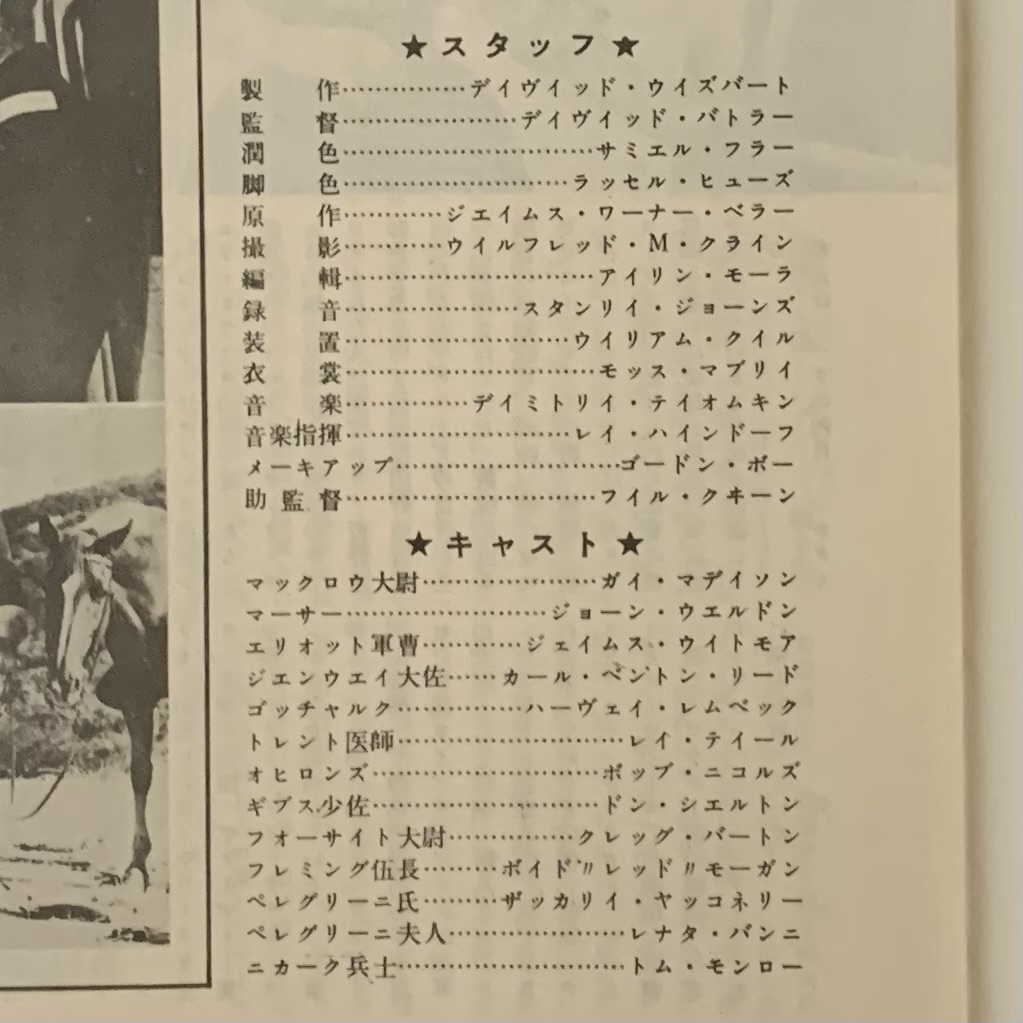 ★スタッフ★
製作……………デイヴイッド・ウイズバート
監督…………………デイヴイッド・バトラー
潤色…………………………サミエル・フラー
脚色………………………ラッセル・ヒューズ
原作…………ジエイムス・ワーナー・ベラー
撮影…………ウイルフレッド・M・クライン
編輯…………………………アイリン・モーラ
録音…………………スタンリイ・ジョーンズ
装置………………………ウイリアム・クイル
衣裳…………………………モッス・マブリイ
音楽……………デイミトリイ・テイオムキン
音楽指揮………………………レイ・ハインドーフ
メーキアップ………………………ゴードン・ボー
助監督…………………………フイル・クキーン
★キャスト★
マックロウ大尉…………………ガイ・マデイソン
マーサー……………………ジョーン・ウエルドン
エリオット軍曹…………ジェイムス・ウイトモア
ジエンウエイ大佐……カール・ベントン・リード
ゴッチャルク……………ハーヴェイ・レムベック
トレント医師………………………レイ・テイール
オヒロンズ………………………ボッブ・ニコルズ
ギブス少佐………………………ドン・シエルトン
フォーサイト大尉……………クレッグ・バートン
フレミング伍長………ボイド〃レッド〃モーガン
ペレグリーニ氏………ザッカリイ・ヤッコネリー
ペレグリーニ夫人…………………レナタ・バンニ
ニカーク兵士………………………トム・モンロー